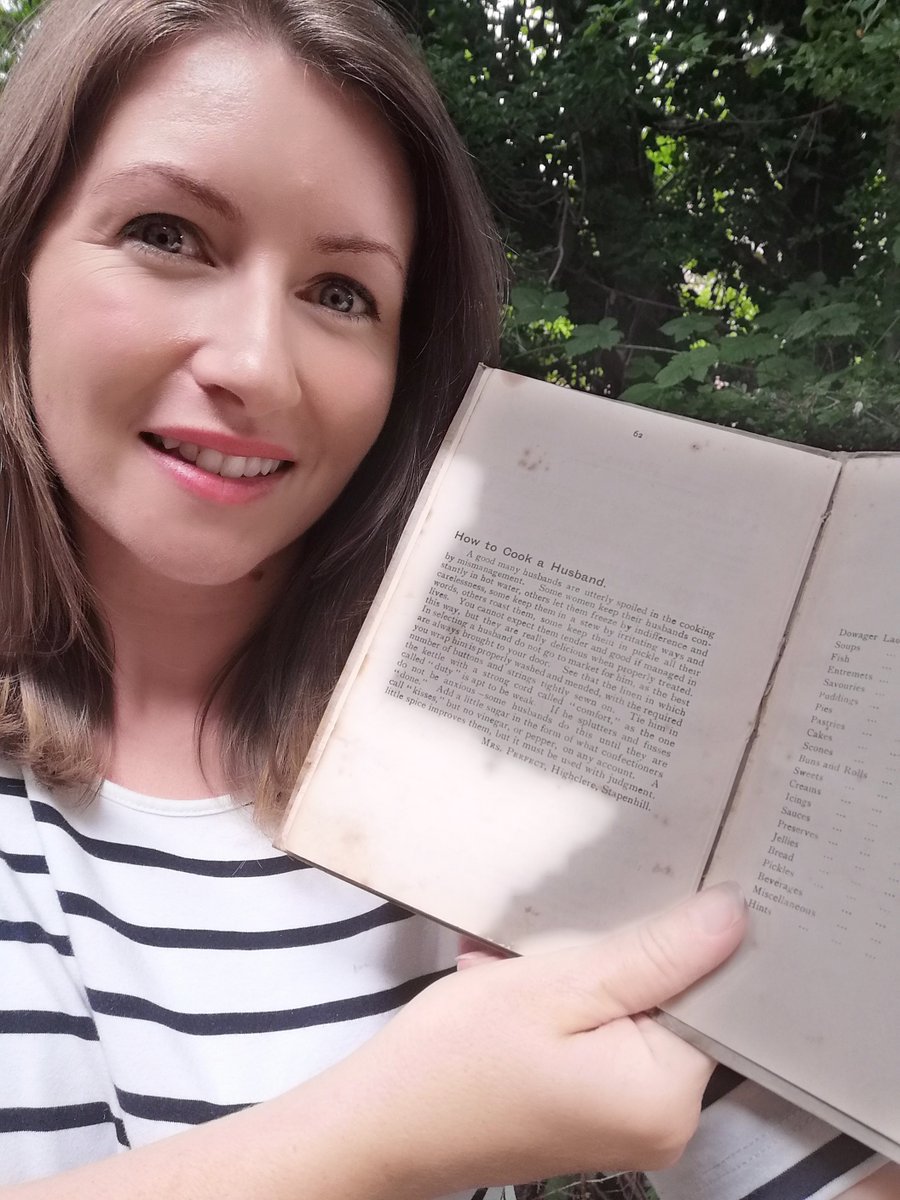 62
How to Cook a Husband.
A good many husbands are utterly spoiled in the cooking
by mismanagement. Some women keep their husbands con-
stantly in hot water, others let them freeze by indifference and
carelessness, some keep them in a stew by irritating ways and
words, others roast them, some keep them in pickle all their
lives. You cannot expect them tender and good if managed in
this way, but they are really delicious when properly treated.
In selecting a husband do not go to market for him, as the best
are always brought to your door. See that the linen in which
you wrap him is properly washed and mended, with the required
number of buttons and strings tightly sewn on. Tie him in
the kettle with a strong cord called "comfort," as the one
called "duty" is apt to be weak. If he splutters and fusses
do not be anxious—some husbands do this until they are
"done." Add a little sugar in the form of what confectioners
call "kisses," but no vinegar, or pepper, on any account. A
little spice improves them, but it must be used with judgment.
MRS. PERFECT, Highclere, Stapenhill.
Dowager
Soups ...
Fish ...
Entremets ...
Savouries ...
Puddings ...
Pies ...
Pastries ...
Cakes ...
Scones ...
Buns and Rolls ...
Sweets ...
Creams ...
Icings ...
Sauces ...
Preserves ...
Jellies ...
Bread ...
Pickles ...
Beverages ...
Miscellaneous ...
Hints ...